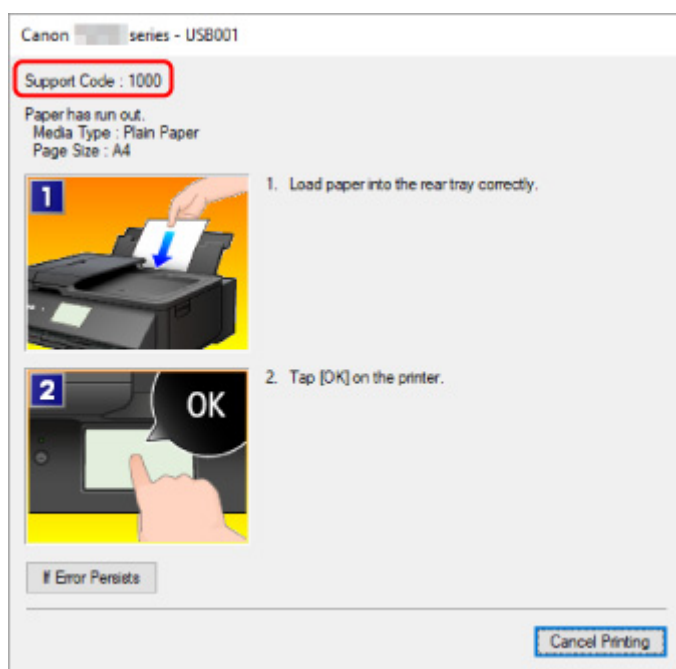 Canon series - USB001
Support Code : 1000
Paper has run out.
Media Type : Plain Paper
Page Size : A4
1
1. Load paper into the rear tray correctly.
2
OK
2. Tap [OK] on the printer.
If Error Persists
Cancel Printing